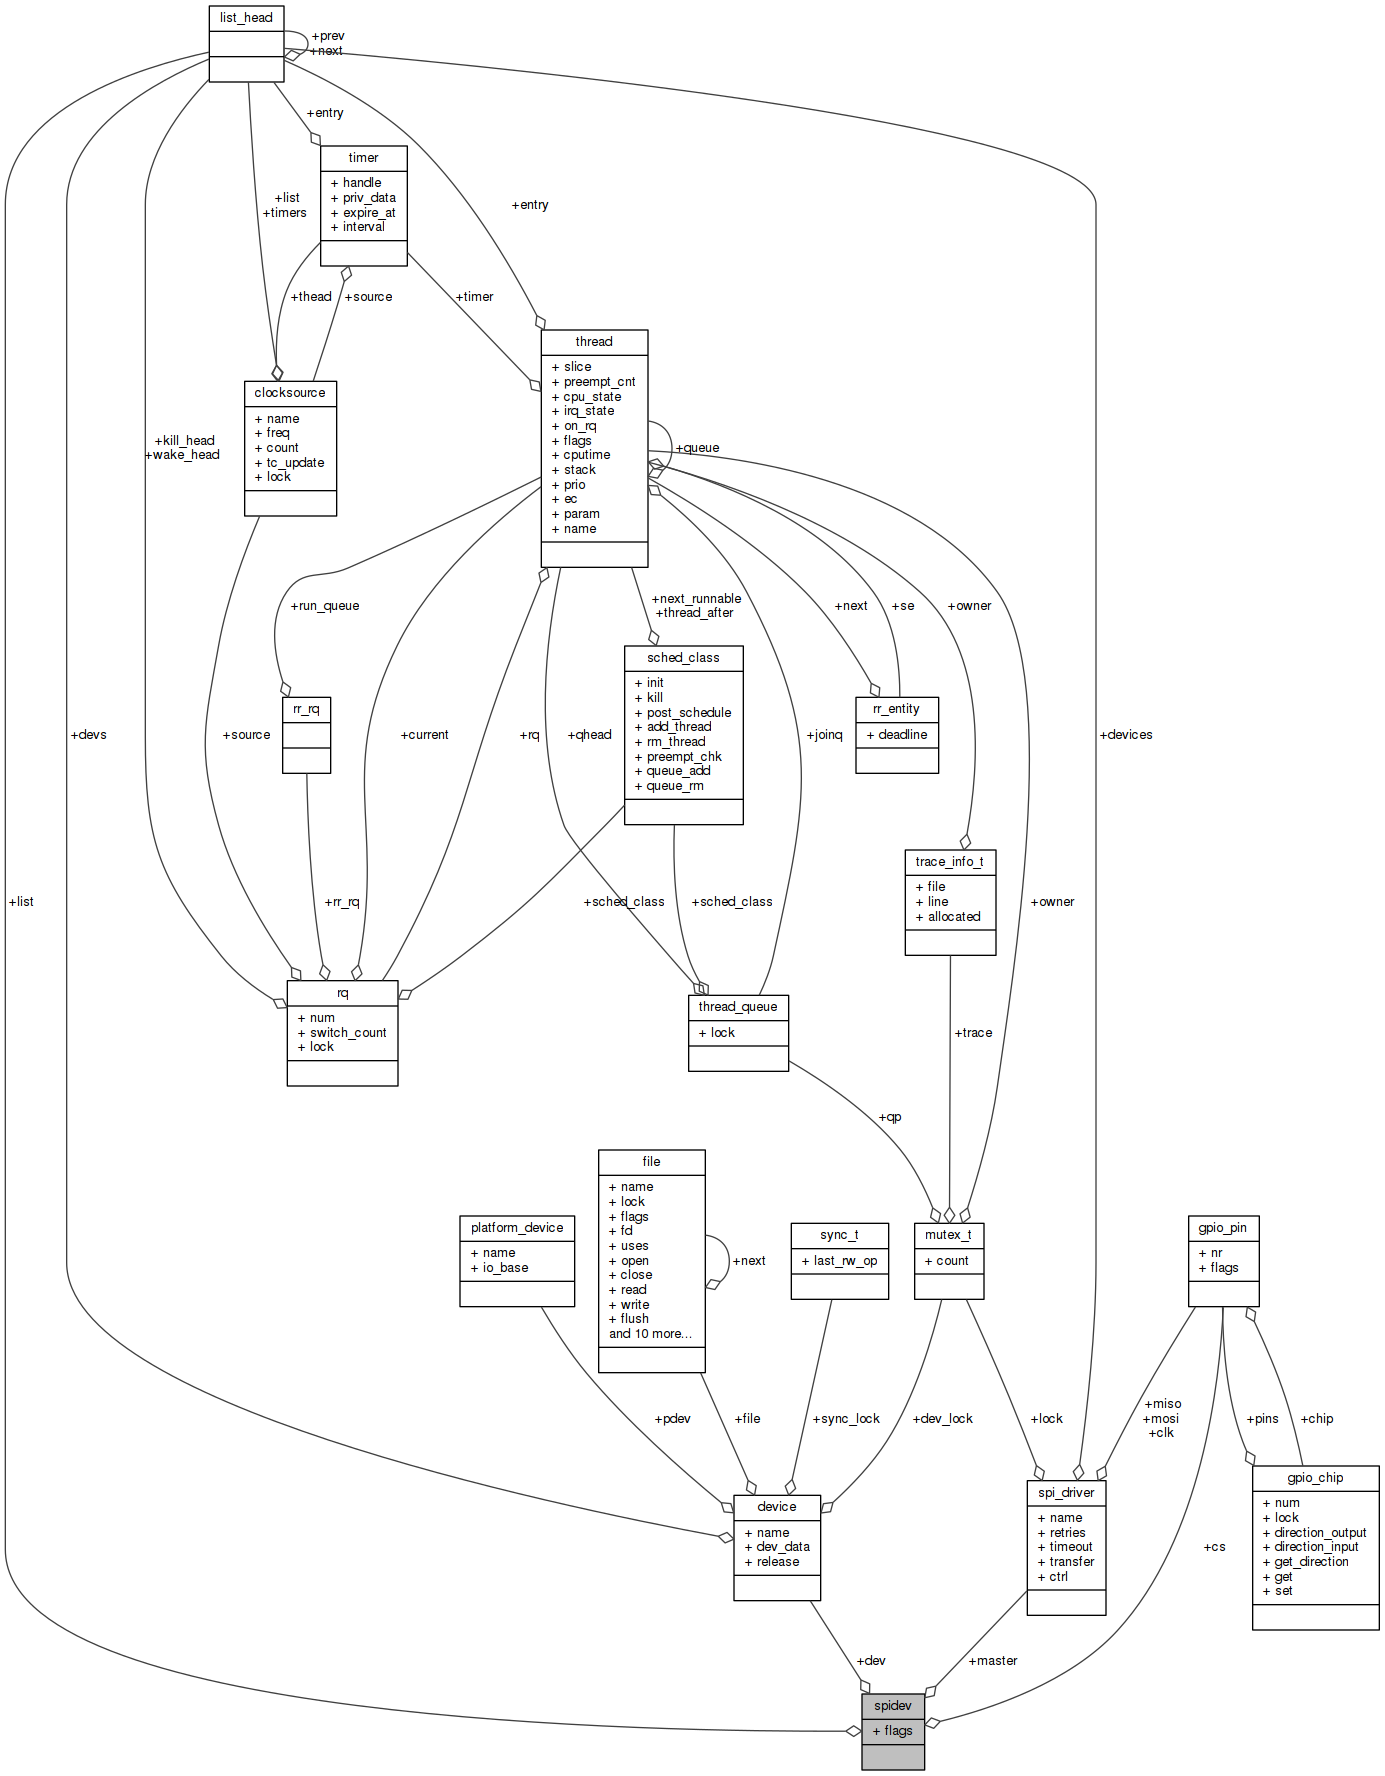 list_head
+prev
+next
+entry
timer
+ handle
+ priv_data
+ expire_at
+ interval
+list
+timers
+entry
+thead
+source
+timer
thread
+ slice
+ preempt_cnt
+ cpu_state
+ irq_state
+ on_rq
+ flags
+ cputime
+ stack
+ prio
+ ec
+ param
+ name
clocksource
+ name
+ freq
+ count
+ tc_update
+ lock
+kill_head
+wake_head
+queue
+run_queue
+next_runnable
+thread_after
+next
+se
+owner
sched_class
+ init
+ kill
+ post_schedule
+ add_thread
+ rm_thread
+ preempt_chk
+ queue_add
+ queue_rm
rr_rq
rr_entity
+ deadline
+devs
+source
+current
+rq
+qhead
+joinq
+devices
trace_info_t
+ file
+ line
+ allocated
+list
+rr_rq
+sched_class
+sched_class
+owner
rq
+ num
+ switch_count
+ lock
thread_queue
+ lock
+trace
+qp
file
+ name
+ lock
+ flags
+ fd
+ uses
+ open
+ close
+ read
+ write
+ flush
and 10 more...
+next
platform_device
+ name
+ io_base
sync_t
+ last_rw_op
mutex_t
+ count
gpio_pin
+ nr
+ flags
+pdev
+file
+sync_lock
+dev_lock
+lock
+miso
+mosi
+clk
+pins
+chip
device
+ name
+ dev_data
+ release
spi_driver
+ name
+ retries
+ timeout
+ transfer
+ ctrl
+cs
gpio_chip
+ num
+ lock
+ direction_output
+ direction_input
+ get_direction
+ get
+ set
+dev
+master
spidev
+ flags